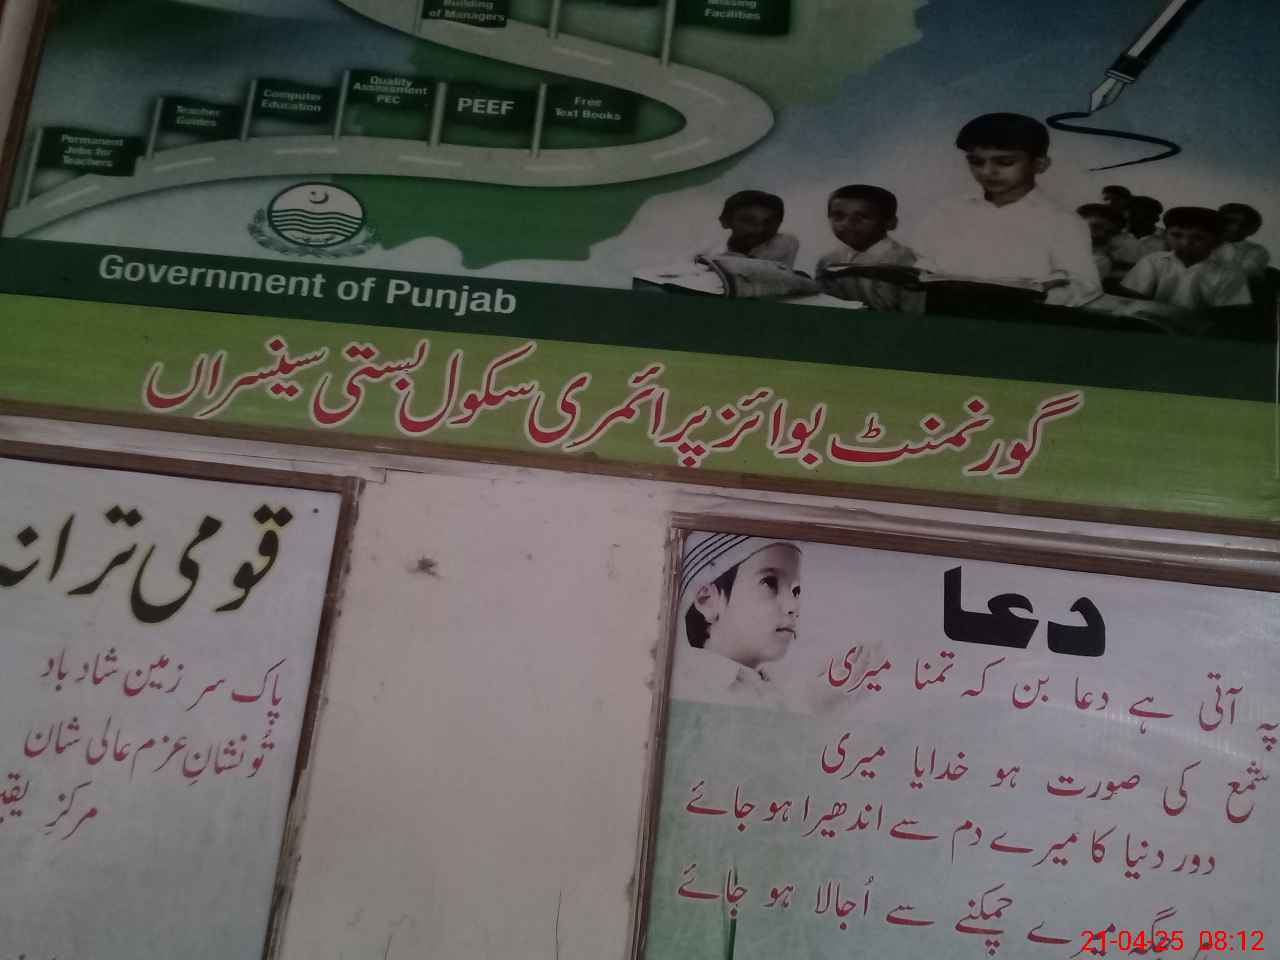 Building
of Managers
Missing
Facilities
Quality
Assessment
PEC
Computer
Education
PEEF
Free
Text Books
Teacher
Guides
Permanent
Jobs for
Teachers
Government of Punjab
گورنمنٹ بوائز پرائمری سکول بستی سینسراں
قومی ترانہ
پاک سر زمین شاد باد
تُو نشانِ عزم عالی شان
مرکزِ
دعا
پہ آتی ہے دعا بن کہ تمنا میری
شمع کی صورت ہو خدایا میری
دور دنیا کا میرے دم سے اندھیرا ہو جائے
میرے چمکنے سے اُجالا ہو جائے
21-04-25 08:12